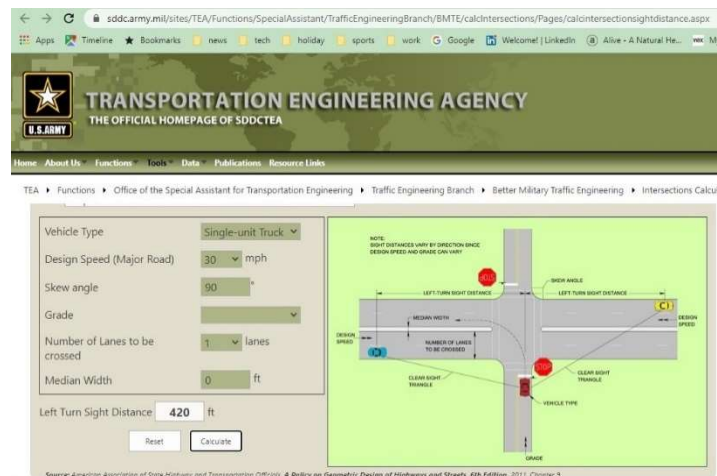 sddc.army.mil/sites/TEA/Functions/SpecialAssistant/TrafficEngineeringBranch/BMTE/calcIntersections/Pages/calcintersectionsightdistance.aspx
Apps Timeline Bookmarks news tech holiday sports work Google Welcome! | LinkedIn Alive - A Natural He... M
U.S.ARMY
TRANSPORTATION ENGINEERING AGENCY
THE OFFICIAL HOMEPAGE OF SDDCTEA
Home About Us Functions Tools Data Publications Resource Links
TEA Functions Office of the Special Assistant for Transportation Engineering Traffic Engineering Branch Better Military Traffic Engineering Intersections Calcu
Vehicle Type Single-unit Truck
Design Speed (Major Road) 30 mph
Skew angle 90 °
Grade
Number of Lanes to be crossed 1 lanes
Median Width 0 ft
Left Turn Sight Distance 420 ft
Reset Calculate
NOTE:
SIGHT DISTANCES VARY BY DIRECTION SINCE
DESIGN SPEED AND GRADE CAN VARY
STOP
SKEW ANGLE
LEFT-TURN SIGHT DISTANCE
LEFT TURN SIGHT DISTANCE
MEDIAN WIDTH
DESIGN
SPEED
DESIGN
SPEED
NUMBER OF LANES
TO BE CROSSED
CLEAR SIGHT
TRIANGLE
STOP
CLEAR SIGHT
TRIANGLE
VEHICLE TYPE
GRADE
Source: American Association of State Highway and Transportation Officials. A Policy on Geometric Design of Highways and Streets, 6th Edition, 2011, Chapter 9